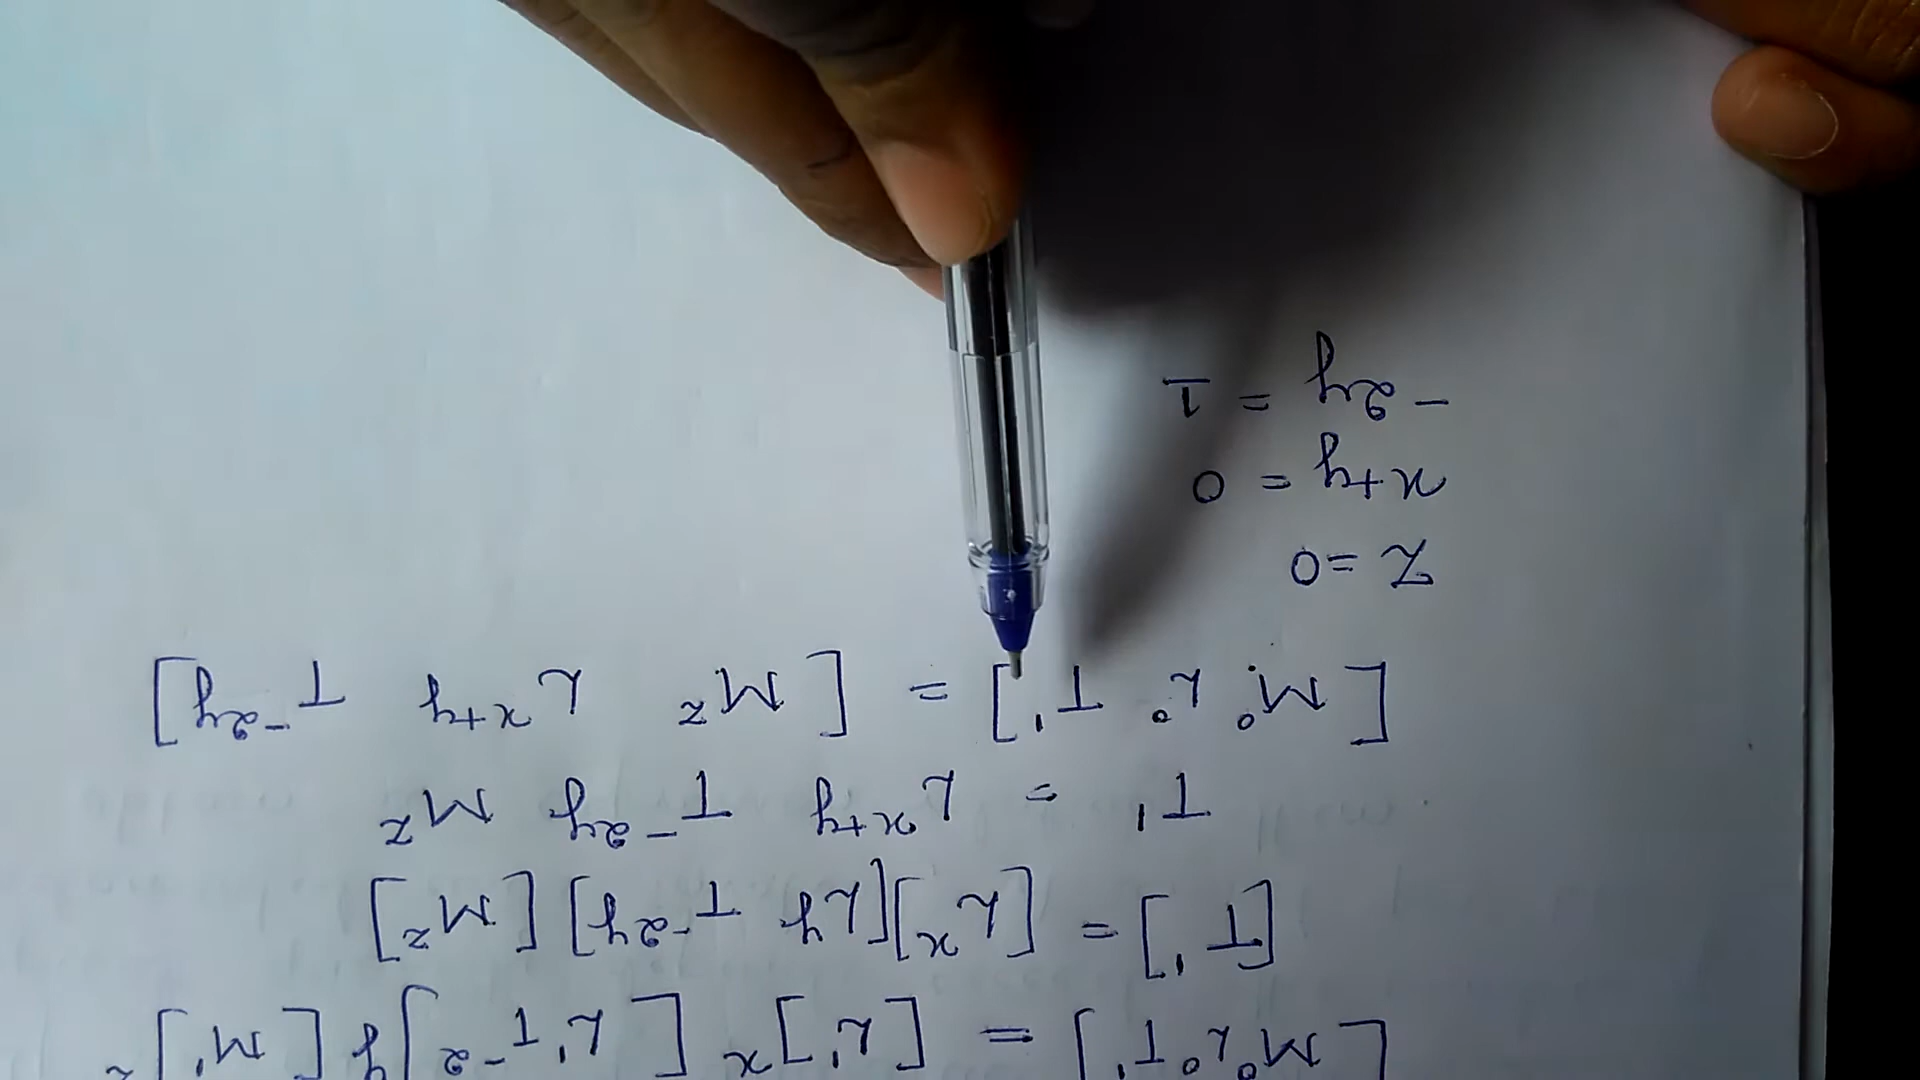 [M⁰L⁰T¹] = [L¹]ˣ [L¹T⁻²]ʸ [M¹]ᶻ
[T¹] = [Lˣ][Lʸ T⁻²ʸ] [Mᶻ]
T¹ = Lˣ⁺ʸ T⁻²ʸ Mᶻ
[M⁰ L⁰ T¹] = [Mᶻ Lˣ⁺ʸ T⁻²ʸ]
Z = 0
x+y = 0
-2y = 1